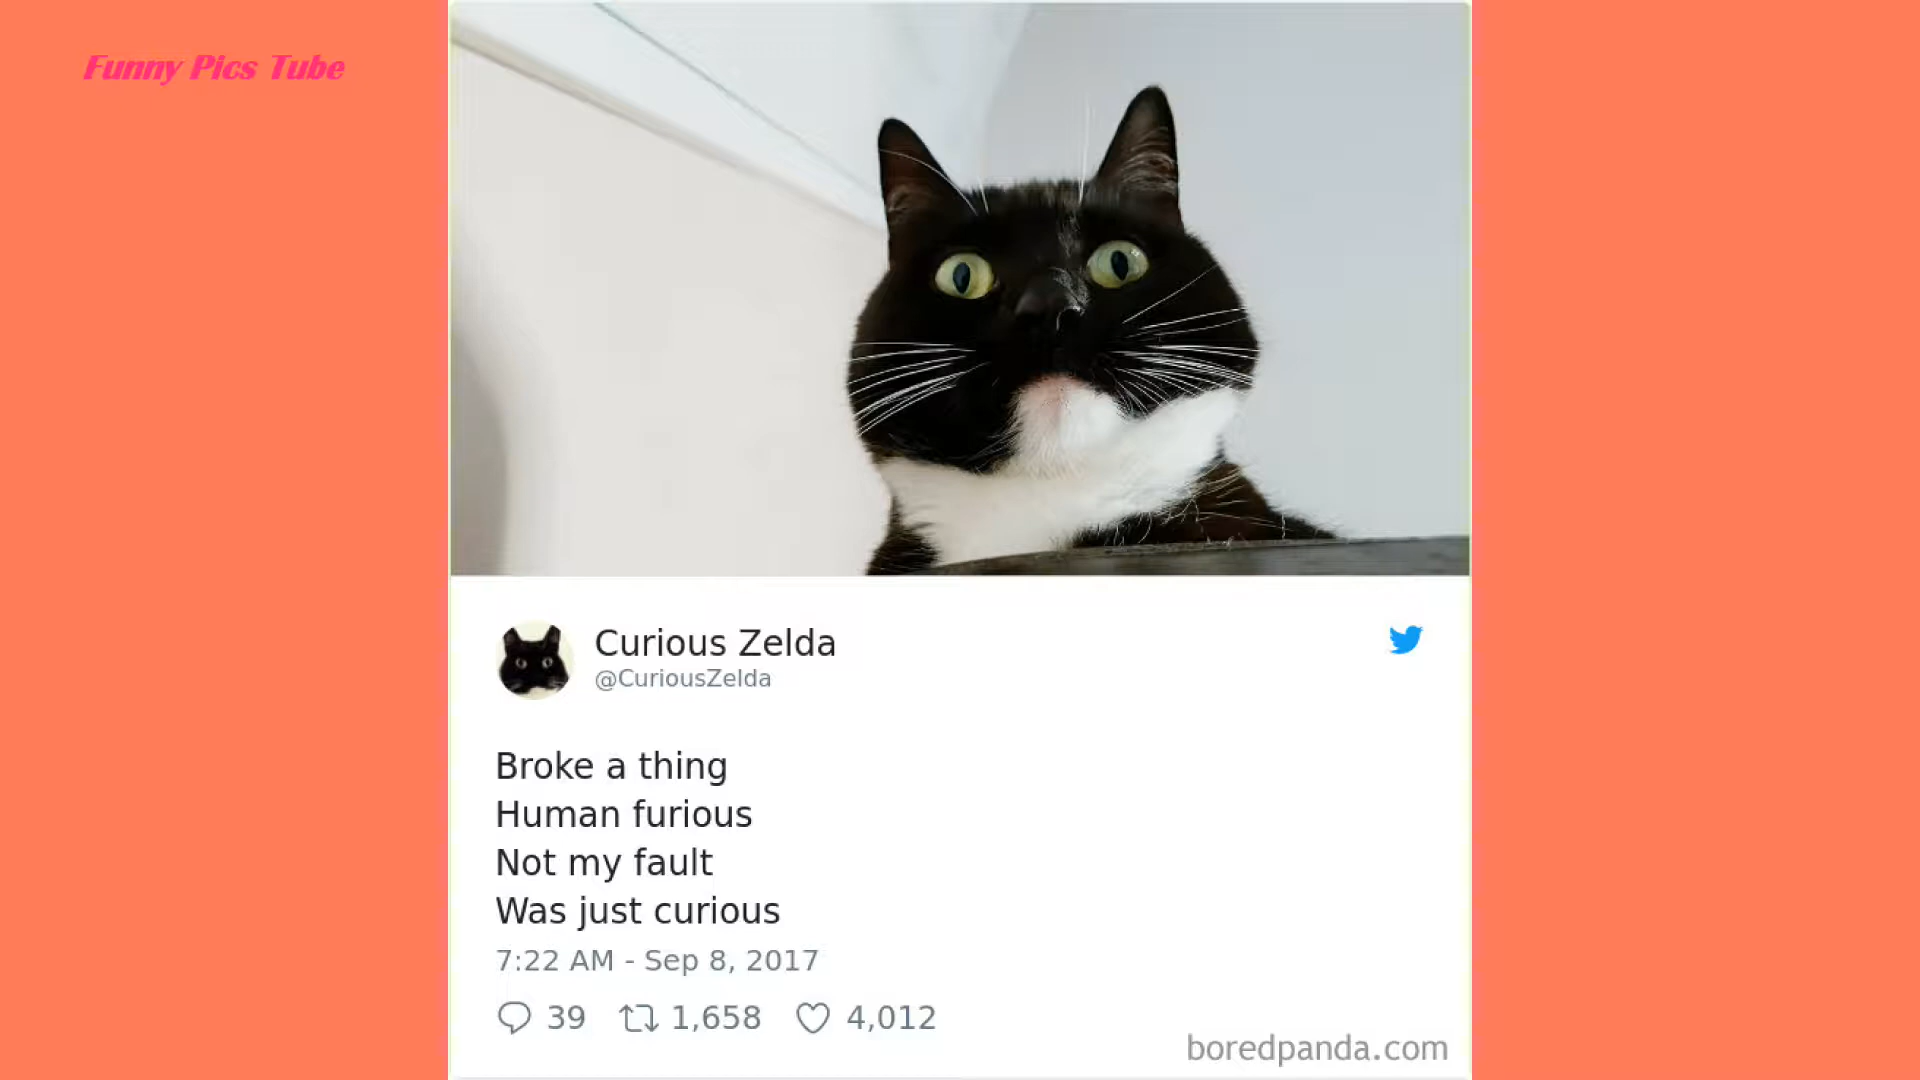 Funny Pics Tube
Curious Zelda
@CuriousZelda
Broke a thing
Human furious
Not my fault
Was just curious
7:22 AM - Sep 8, 2017
39 1,658 4,012
boredpanda.com